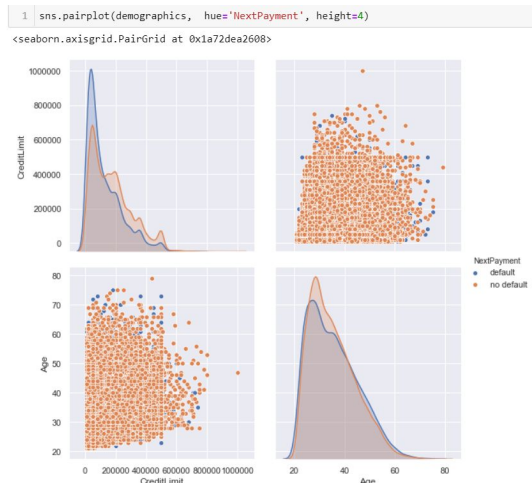 1 sns.pairplot(demographics, hue='NextPayment', height=4)
<seaborn.axisgrid.PairGrid at 0x1a72dea2608>
1000000
800000
600000
400000
200000
0
CreditLimit
NextPayment
default
no default
80
70
60
50
40
30
20
Age
0 200000 400000 600000 800000 1000000
CreditLimit
20 40 60 80
Age